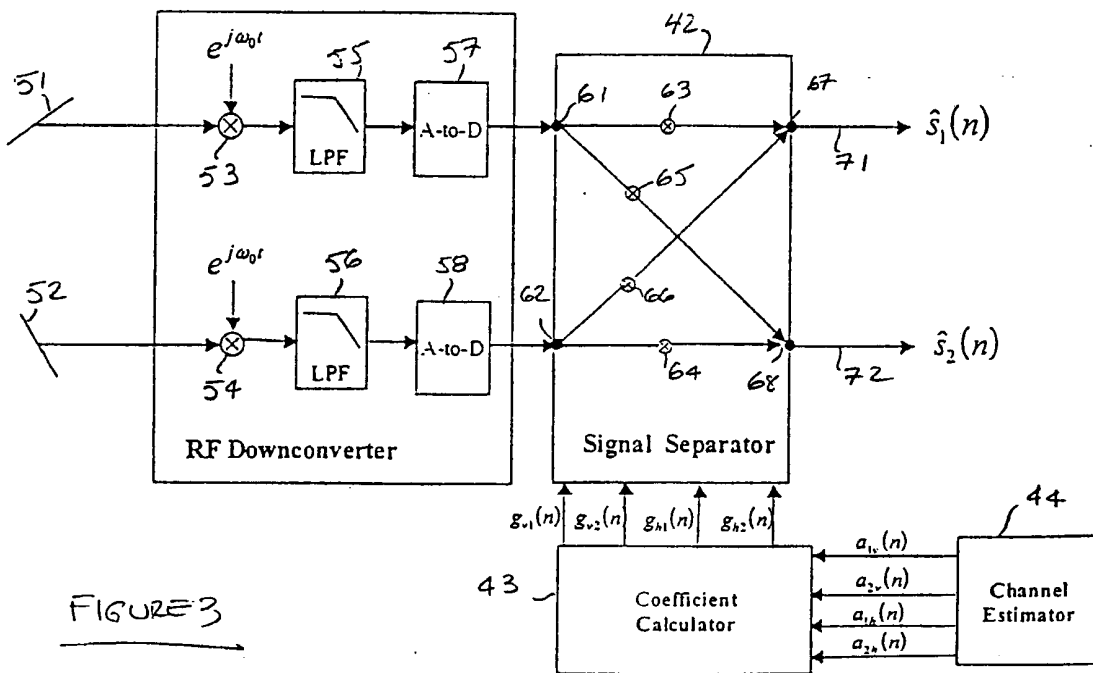 42
e^{jω₀t}
55
57
51
61
63
67
ŝ₁(n)
A-to-D
LPF
53
71
65
e^{jω₀t}
56
58
52
62
66
A-to-D
ŝ₂(n)
LPF
54
64
68
72
RF Downconverter
Signal Separator
g_{v1}(n) g_{v2}(n) g_{h1}(n) g_{h2}(n)
44
43
a_{1v}(n)
a_{2v}(n)
a_{1h}(n)
a_{2h}(n)
Coefficient
Calculator
Channel
Estimator
FIGURE 3